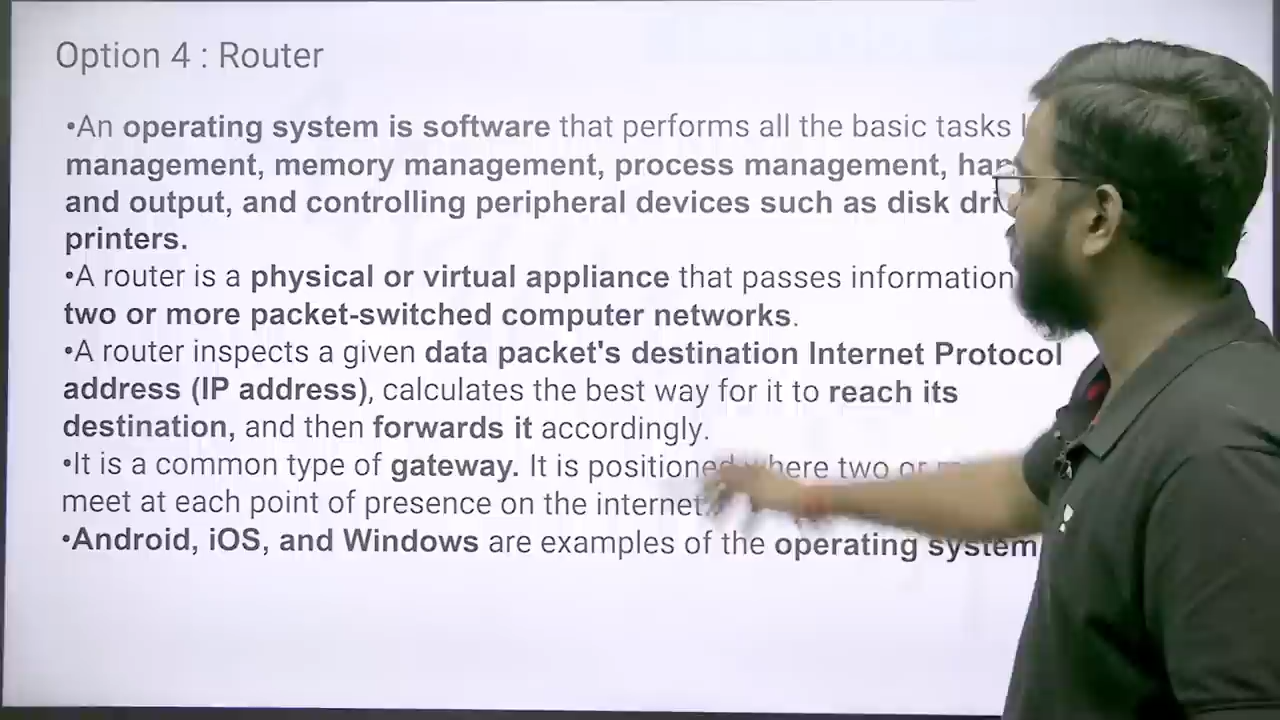 Option 4 : Router
•An operating system is software that performs all the basic tasks
management, memory management, process management,
and output, and controlling peripheral devices such as disk
printers.
•A router is a physical or virtual appliance that passes information
two or more packet-switched computer networks.
•A router inspects a given data packet's destination Internet Protocol
address (IP address), calculates the best way for it to reach its
destination, and then forwards it accordingly.
•It is a common type of gateway. It is positioned where two or
meet at each point of presence on the internet.
•Android, iOS, and Windows are examples of the operating system